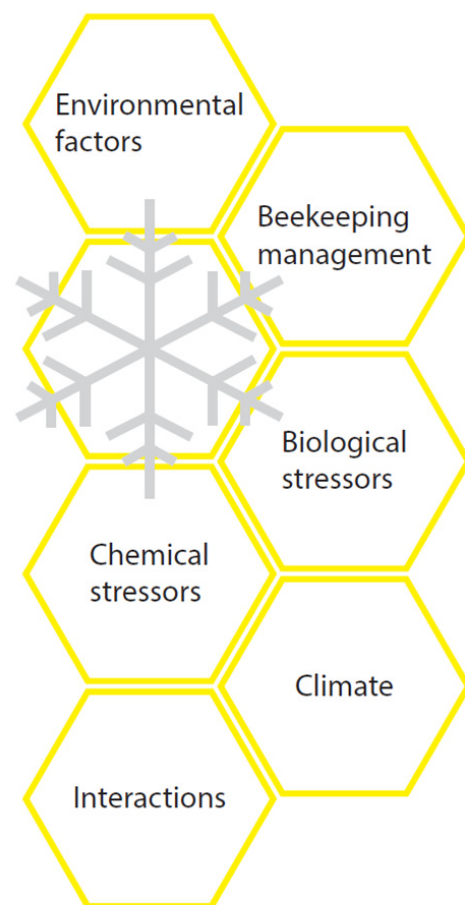 Environmental
factors
Beekeeping
management
Biological
stressors
Chemical
stressors
Climate
Interactions